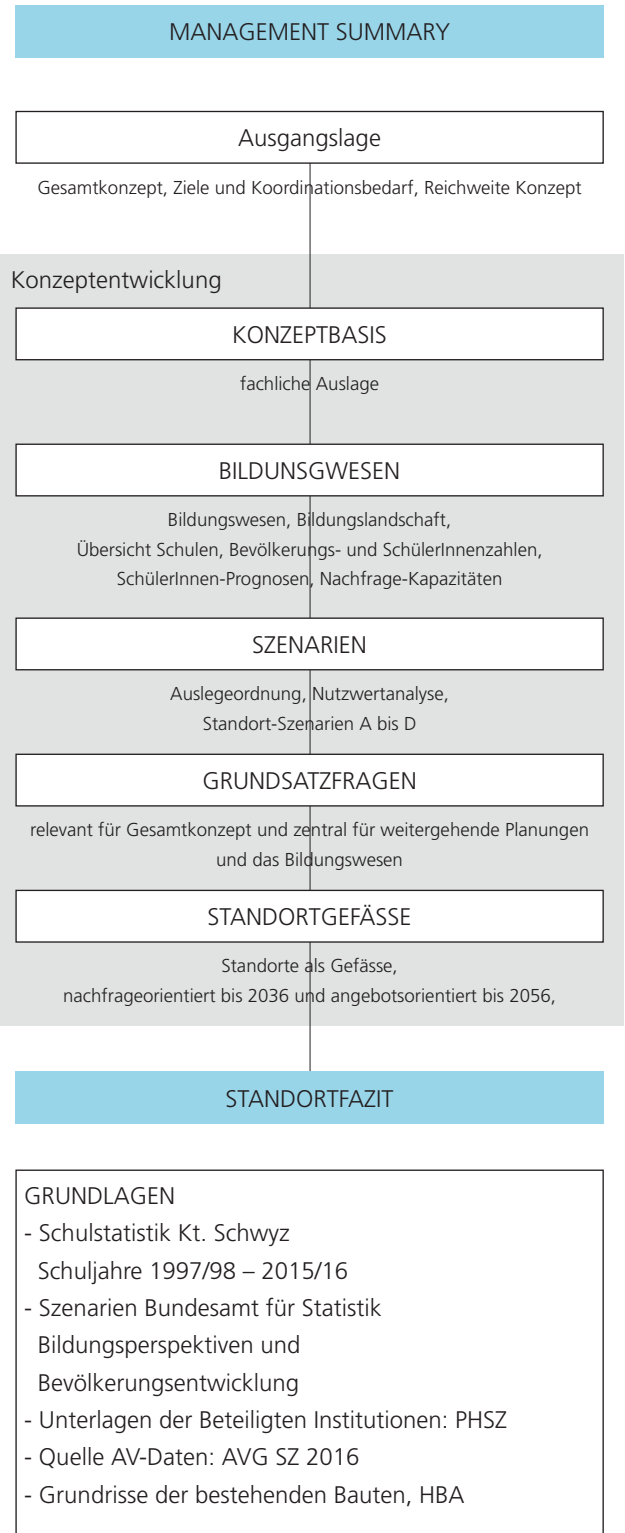 MANAGEMENT SUMMARY
Ausgangslage
Gesamtkonzept, Ziele und Koordinationsbedarf, Reichweite Konzept
Konzeptentwicklung
KONZEPTBASIS
fachliche Auslage
BILDUNSGWESEN
Bildungswesen, Bildungslandschaft,
Übersicht Schulen, Bevölkerungs- und SchülerInnenzahlen,
SchülerInnen-Prognosen, Nachfrage-Kapazitäten
SZENARIEN
Auslegeordnung, Nutzwertanalyse,
Standort-Szenarien A bis D
GRUNDSATZFRAGEN
relevant für Gesamtkonzept und zentral für weitergehende Planungen
und das Bildungswesen
STANDORTGEFÄSSE
Standorte als Gefässe,
nachfrageorientiert bis 2036 und angebotsorientiert bis 2056,
STANDORTFAZIT
GRUNDLAGEN
- Schulstatistik Kt. Schwyz
Schuljahre 1997/98 – 2015/16
- Szenarien Bundesamt für Statistik
Bildungsperspektiven und
Bevölkerungsentwicklung
- Unterlagen der Beteiligten Institutionen: PHSZ
- Quelle AV-Daten: AVG SZ 2016
- Grundrisse der bestehenden Bauten, HBA